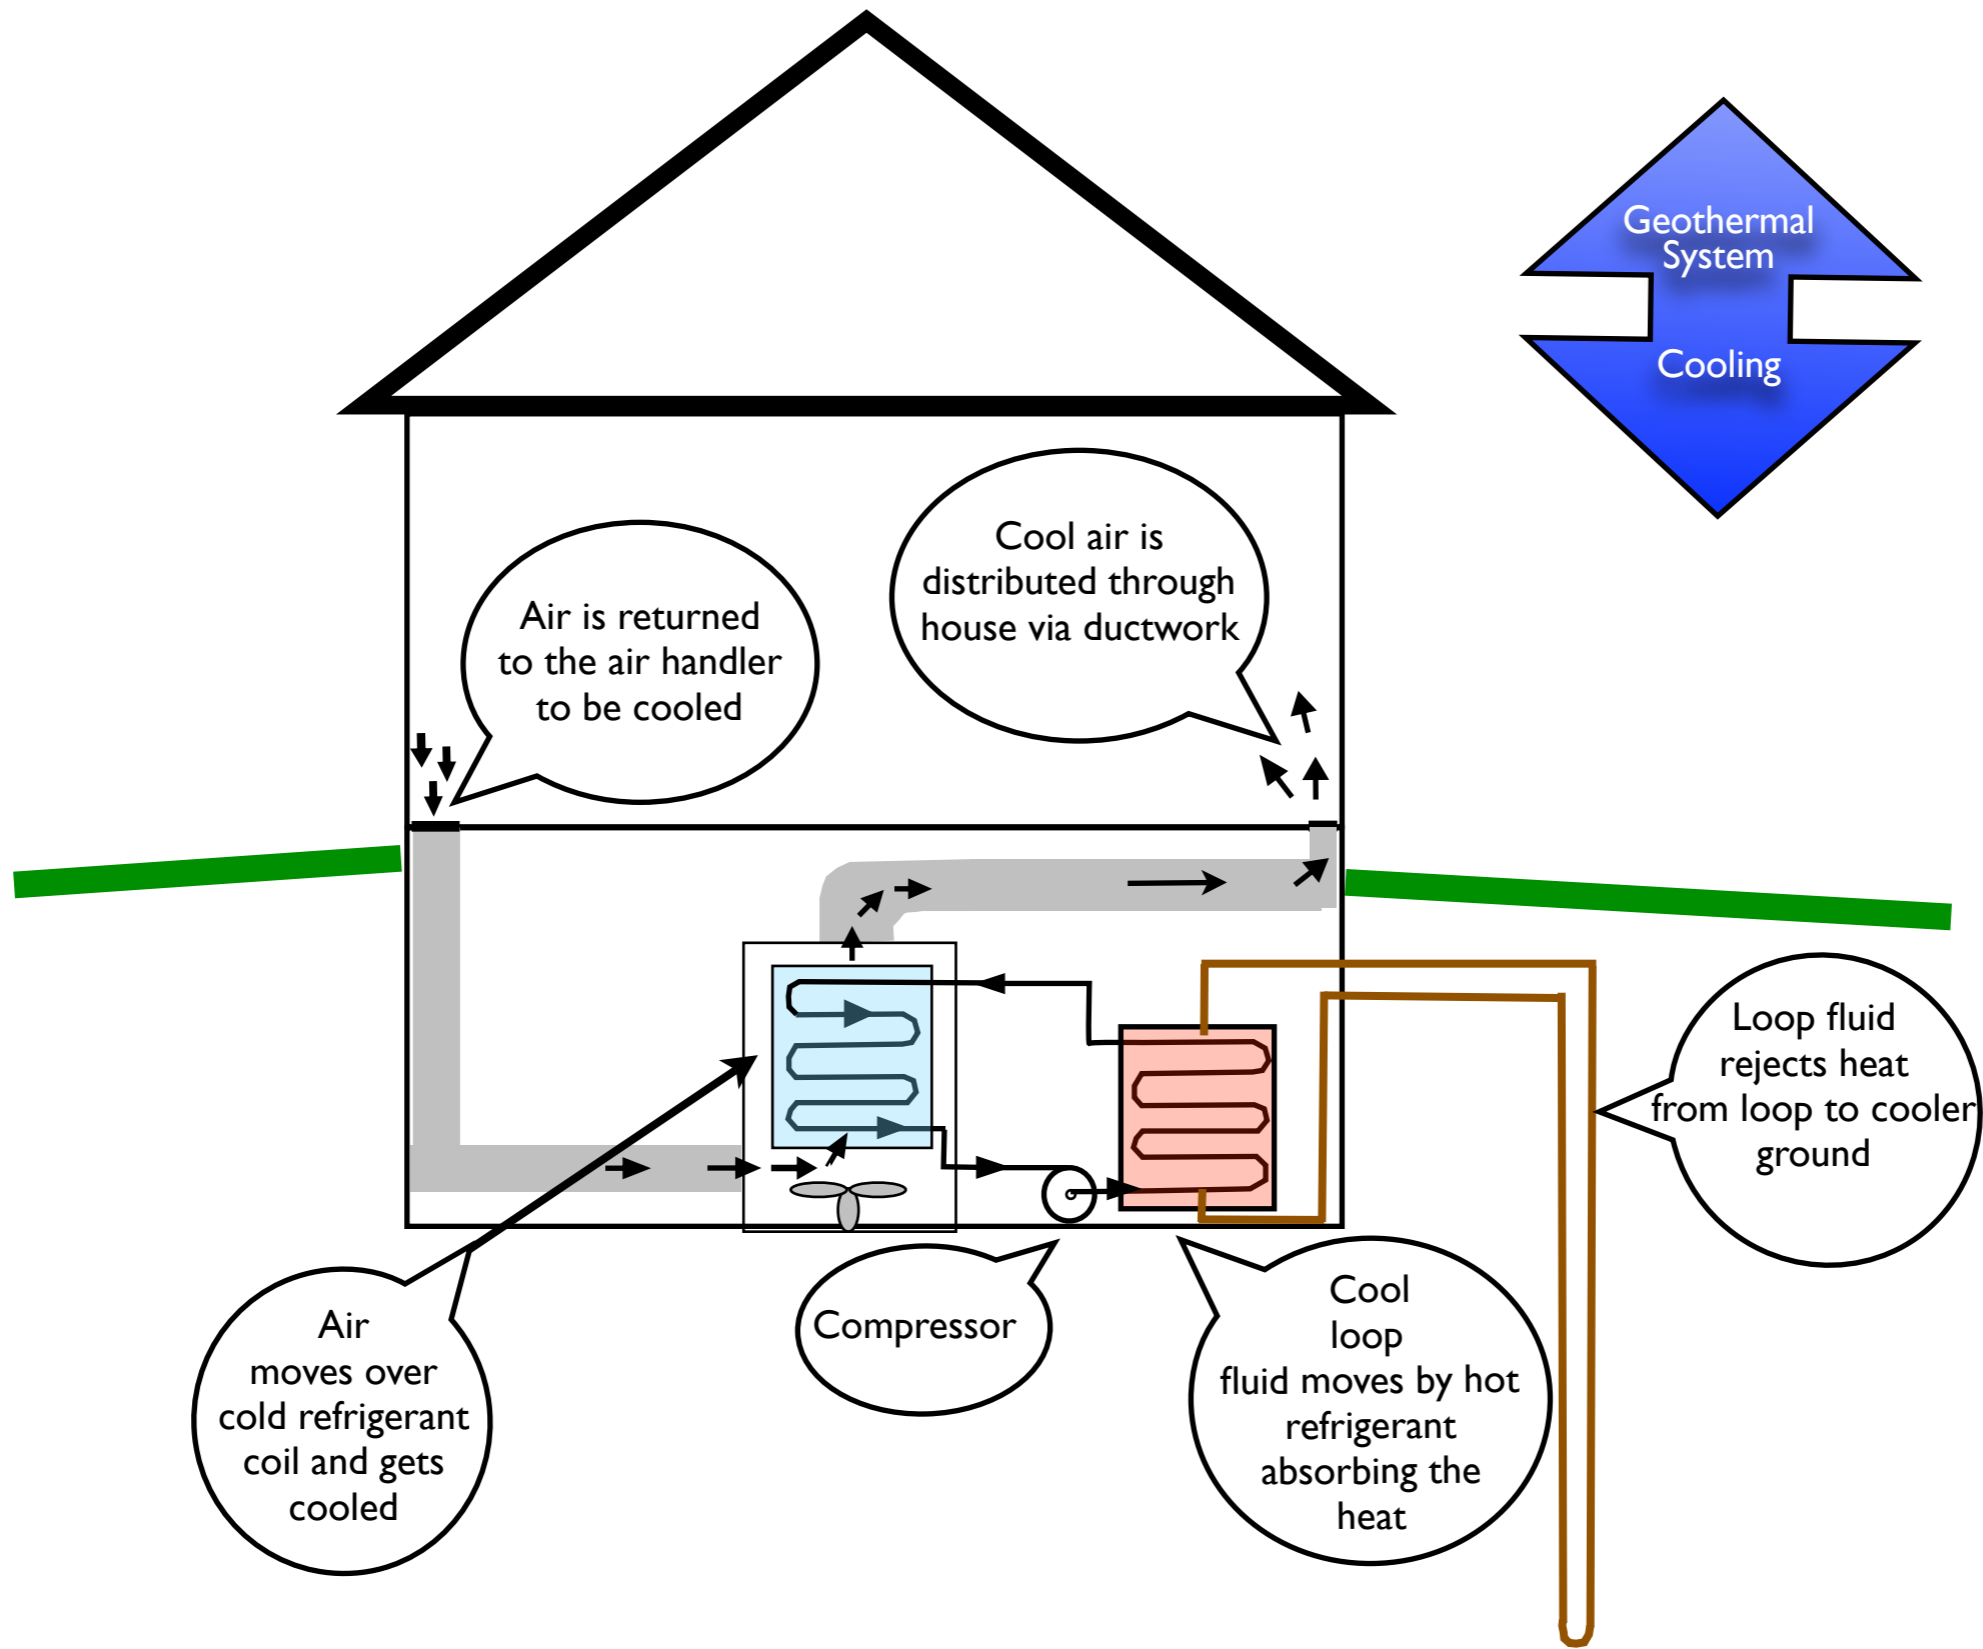 Geothermal
System
Cooling
Cool air is
distributed through
house via ductwork
Air is returned
to the air handler
to be cooled
Loop fluid
rejects heat
from loop to cooler
ground
Air
moves over
cold refrigerant
coil and gets
cooled
Compressor
Cool
loop
fluid moves by hot
refrigerant
absorbing the
heat